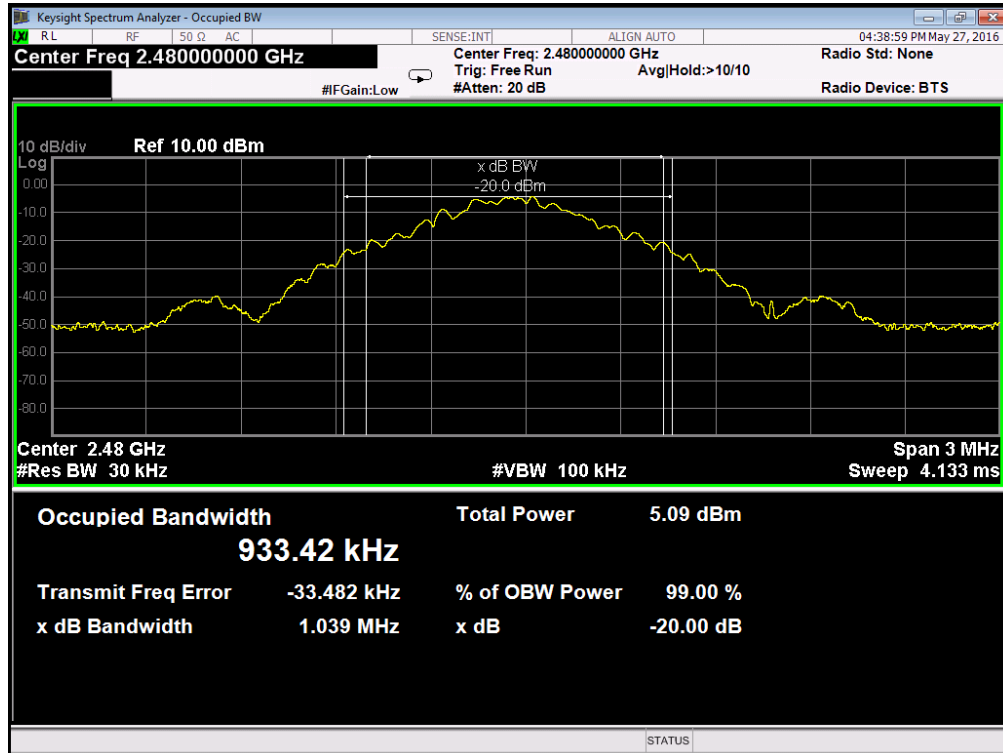 Keysight Spectrum Analyzer - Occupied BW
LXI RL RF 50 Ω AC SENSE:INT ALIGN AUTO 04:38:59 PM May 27, 2016
Center Freq 2.480000000 GHz Center Freq: 2.480000000 GHz Radio Std: None
Trig: Free Run Avg|Hold:>10/10
#IFGain:Low #Atten: 20 dB Radio Device: BTS
10 dB/div Ref 10.00 dBm
Log
x dB BW
0.00
-20.0 dBm
-10.0
-20.0
-30.0
-40.0
-50.0
-60.0
-70.0
-80.0
Center 2.48 GHz Span 3 MHz
#Res BW 30 kHz #VBW 100 kHz Sweep 4.133 ms
Occupied Bandwidth Total Power 5.09 dBm
933.42 kHz
Transmit Freq Error -33.482 kHz % of OBW Power 99.00 %
x dB Bandwidth 1.039 MHz x dB -20.00 dB
STATUS